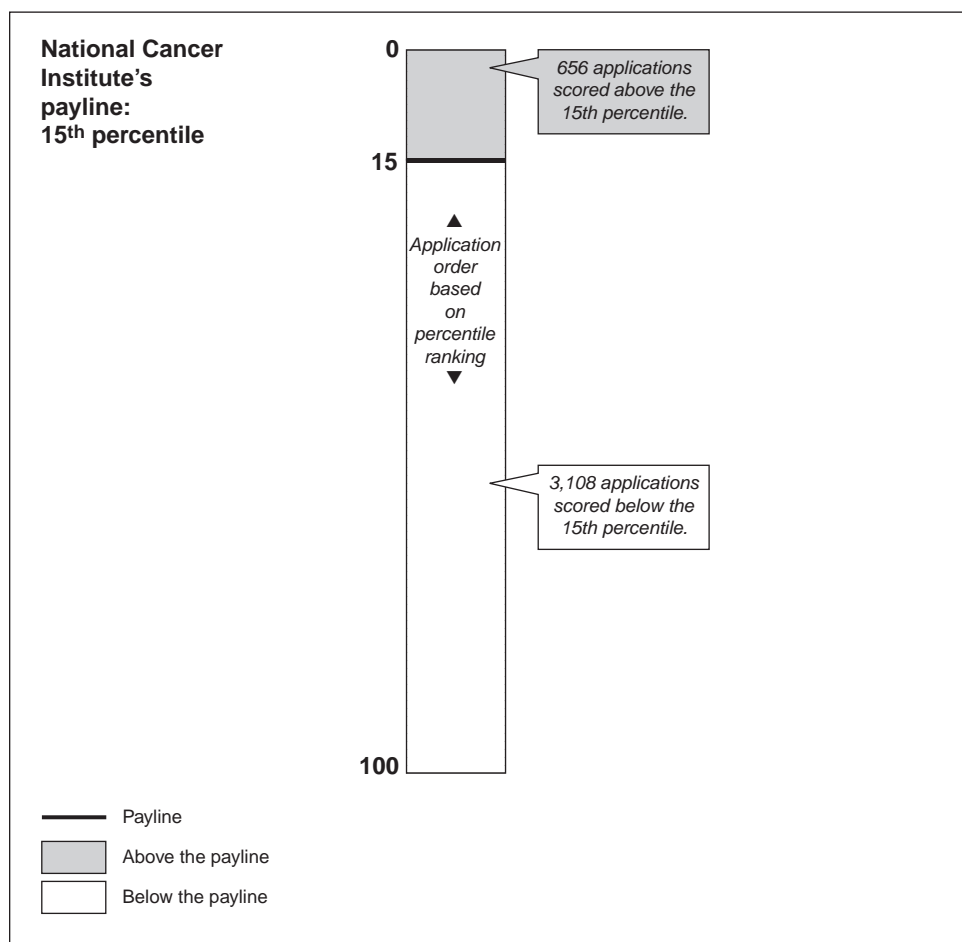 National Cancer
Institute's
payline:
15th percentile
0
656 applications
scored above the
15th percentile.
15
Application
order
based
on
percentile
ranking
3,108 applications
scored below the
15th percentile.
100
Payline
Above the payline
Below the payline